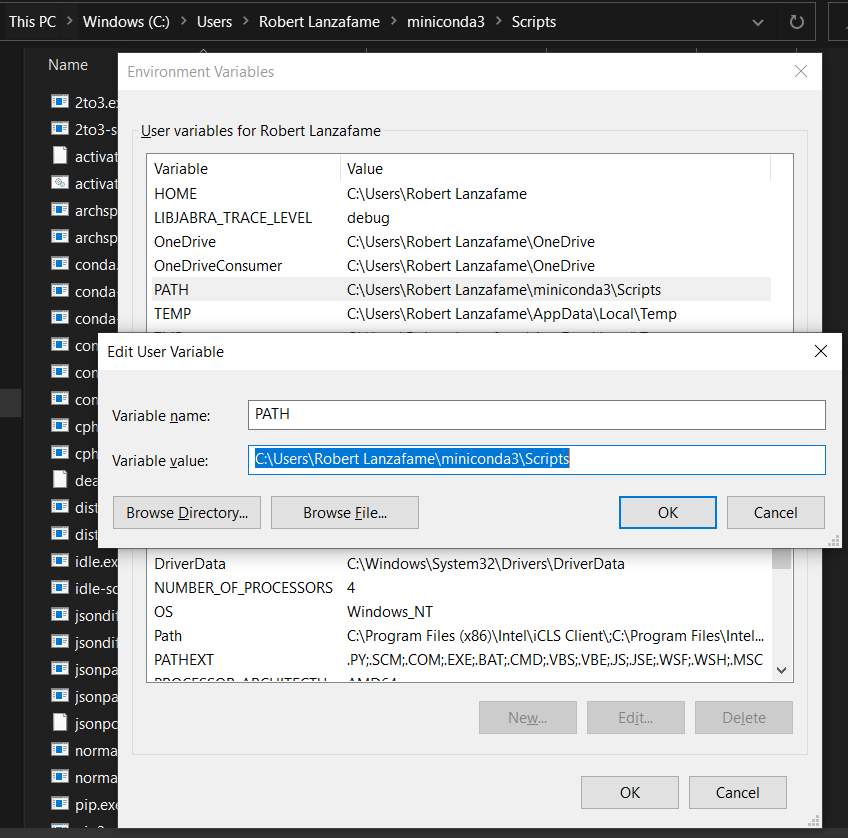 This PC > Windows (C:) > Users > Robert Lanzafame > miniconda3 > Scripts
Name
Environment Variables
2to3.ex
2to3-s
activat
activat
archsp
archsp
conda.
conda-
conda-
con
con
con
cph
cph
dea
dist
dist
idle.ex
idle-sc
jsondif
jsondif
jsonpa
jsonpa
jsonpo
norma
norma
pip.exe
User variables for Robert Lanzafame
Variable Value
HOME C:\Users\Robert Lanzafame
LIBJABRA_TRACE_LEVEL debug
OneDrive C:\Users\Robert Lanzafame\OneDrive
OneDriveConsumer C:\Users\Robert Lanzafame\OneDrive
PATH C:\Users\Robert Lanzafame\miniconda3\Scripts
TEMP C:\Users\Robert Lanzafame\AppData\Local\Temp
Edit User Variable
Variable name: PATH
Variable value: C:\Users\Robert Lanzafame\miniconda3\Scripts
Browse Directory... Browse File... OK Cancel
DriverData C:\Windows\System32\Drivers\DriverData
NUMBER_OF_PROCESSORS 4
OS Windows_NT
Path C:\Program Files (x86)\Intel\iCLS Client\;C:\Program Files\Intel...
PATHEXT .PY;.SCM;.COM;.EXE;.BAT;.CMD;.VBS;.VBE;.JS;.JSE;.WSF;.WSH;.MSC
New... Edit... Delete
OK Cancel